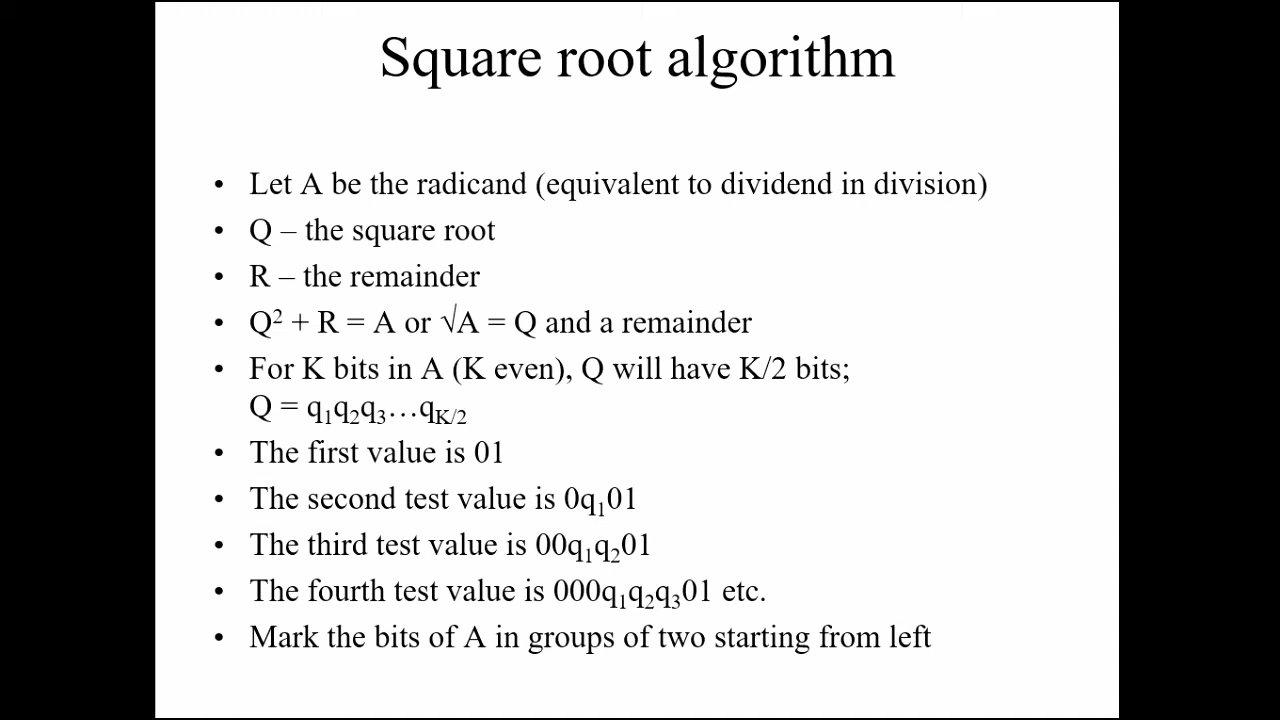 Square root algorithm
• Let A be the radicand (equivalent to dividend in division)
• Q – the square root
• R – the remainder
• Q² + R = A or √A = Q and a remainder
• For K bits in A (K even), Q will have K/2 bits;
Q = q₁q₂q₃…q_K/2
• The first value is 01
• The second test value is 0q₁01
• The third test value is 00q₁q₂01
• The fourth test value is 000q₁q₂q₃01 etc.
• Mark the bits of A in groups of two starting from left